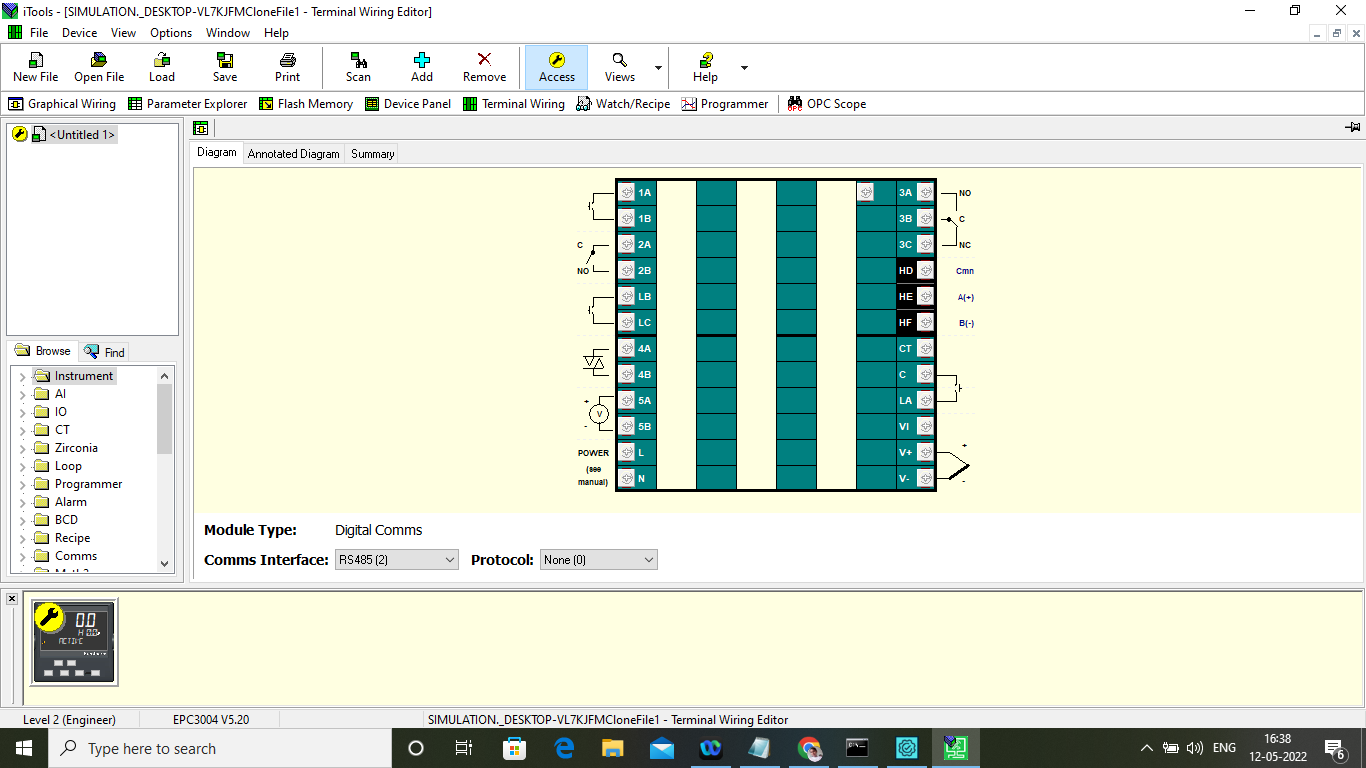 iTools - [SIMULATION._DESKTOP-VL7KJFMCloneFile1 - Terminal Wiring Editor]
File Device View Options Window Help
New File Open File Load Save Print Scan Add Remove Access Views Help
Graphical Wiring Parameter Explorer Flash Memory Device Panel Terminal Wiring Watch/Recipe Programmer OPC OPC Scope
<Untitled 1>
Diagram Annotated Diagram Summary
1A 3A NO
1B 3B C
C 2A 3C NC
NO 2B HD Cmn
LB HE A(+)
LC HF B(-)
4A CT
4B C
+ 5A LA
V
- 5B VI
POWER L V+ +
(see
manual) N V- -
Browse Find
Instrument
AI
IO
CT
Zirconia
Loop
Programmer
Alarm
BCD
Recipe
Comms
Module Type: Digital Comms
Comms Interface: RS485 (2) Protocol: None (0)
0.0
H 0.0
ACTIVE
Level 2 (Engineer) EPC3004 V5.20 SIMULATION._DESKTOP-VL7KJFMCloneFile1 - Terminal Wiring Editor
Type here to search
ENG
16:38
12-05-2022
6